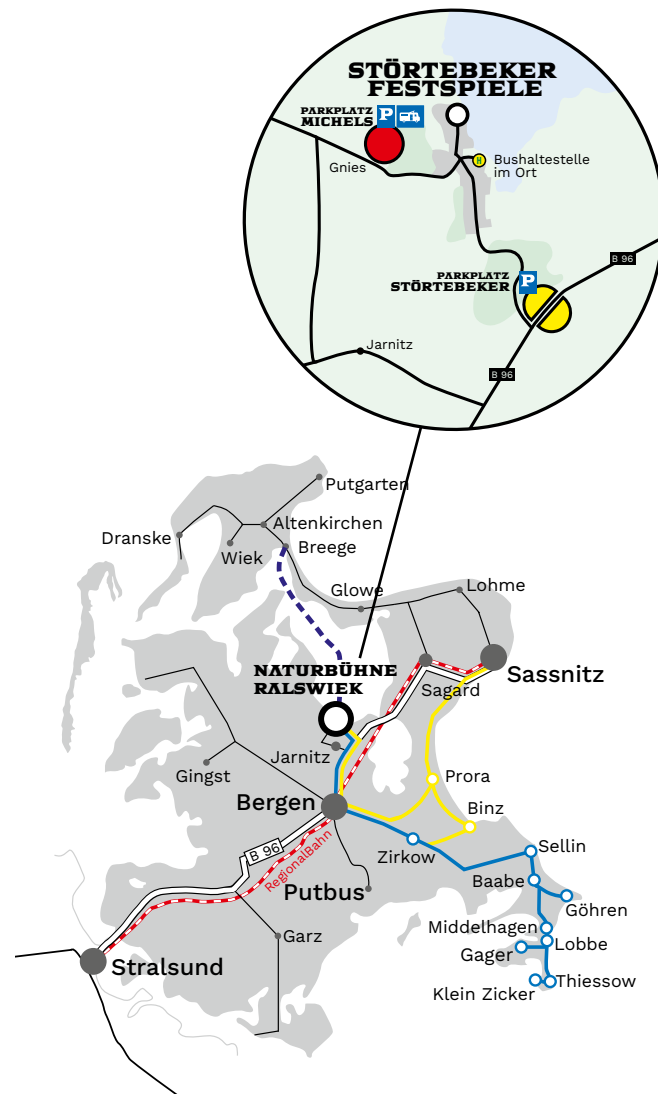 STÖRTEBEKER
FESTSPIELE
PARKPLATZ
MICHELS
P
Gnies
H
Bushaltestelle
im Ort
B 96
PARKPLATZ
STÖRTEBEKER
P
Jarnitz
B 96
Putgarten
Altenkirchen
Dranske
Wiek
Breege
Glowe
Lohme
NATURBÜHNE
RALSWIEK
Sagard
Sassnitz
Jarnitz
Gingst
Prora
Bergen
Binz
Zirkow
B 96
RegionalBahn
Sellin
Baabe
Putbus
Göhren
Garz
Middelhagen
Lobbe
Gager
Stralsund
Klein Zicker
Thiessow